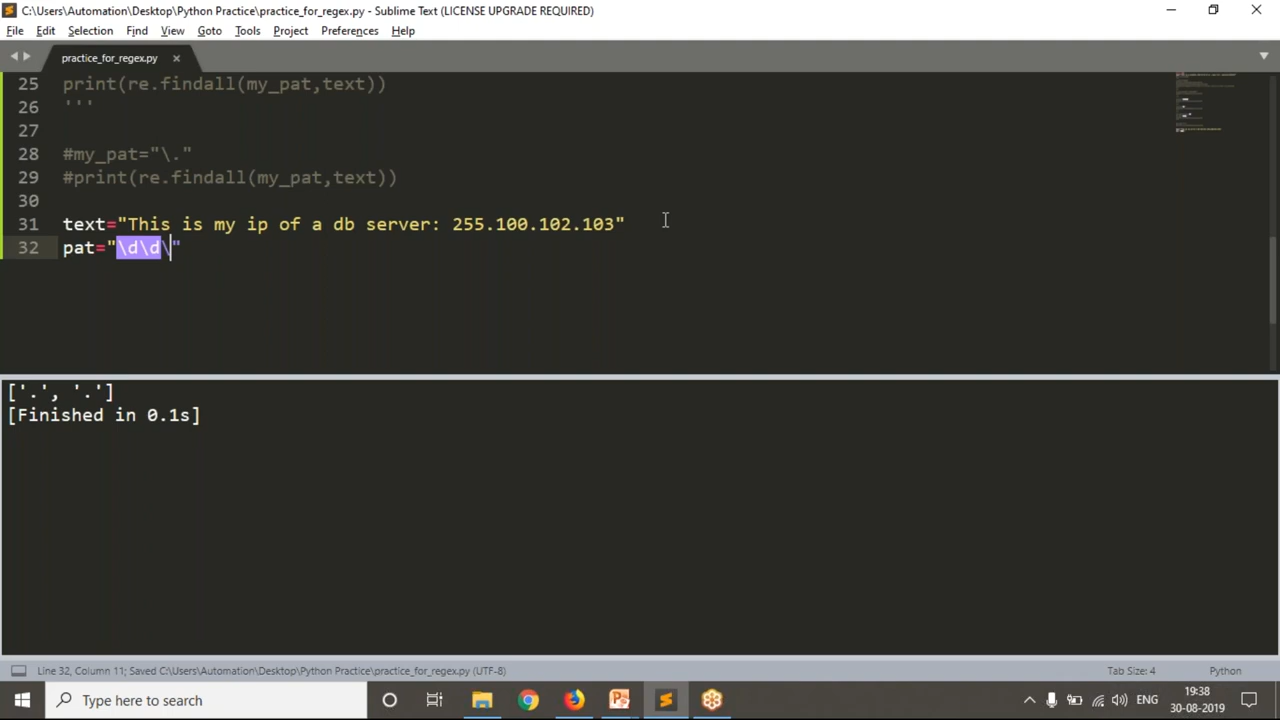 C:\Users\Automation\Desktop\Python Practice\practice_for_regex.py - Sublime Text (LICENSE UPGRADE REQUIRED)
File Edit Selection Find View Goto Tools Project Preferences Help
practice_for_regex.py
25 print(re.findall(my_pat,text))
26 '''
27
28 #my_pat="\."
29 #print(re.findall(my_pat,text))
30
31 text="This is my ip of a db server: 255.100.102.103"
32 pat="\d\d\"
['.', '.']
[Finished in 0.1s]
Line 32, Column 11; Saved C:\Users\Automation\Desktop\Python Practice\practice_for_regex.py (UTF-8) Tab Size: 4 Python
Type here to search ENG 19:38
30-08-2019